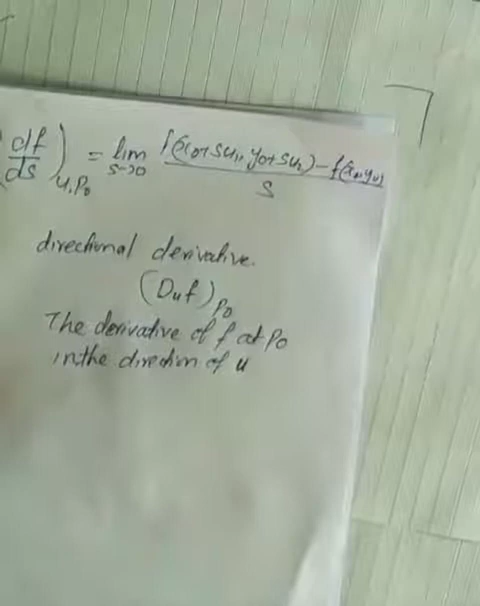 (df/ds)u,P₀ = lim s→0 f(x₀+su₁, y₀+su₂)-f(x₀,y₀) / s
directional derivative.
(Duf)P₀
The derivative of f at P₀
in the direction of u